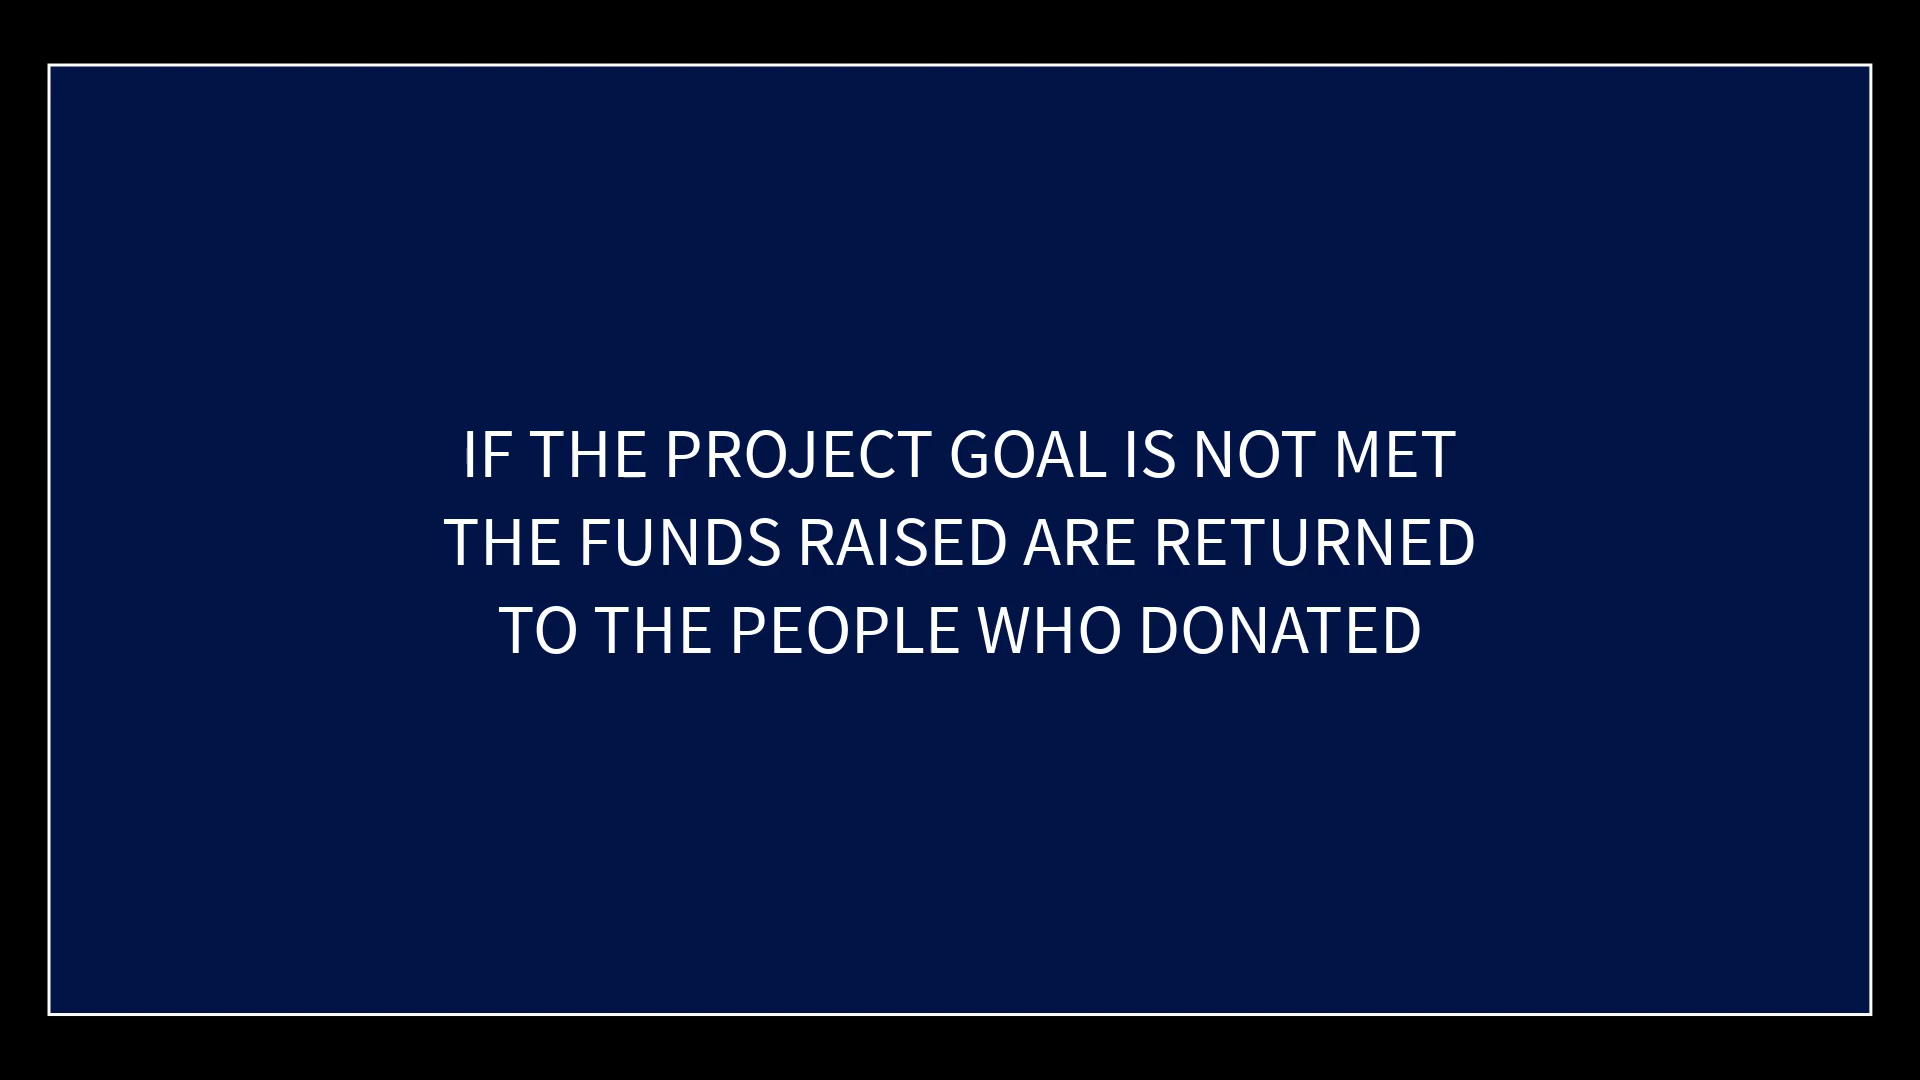 IF THE PROJECT GOAL IS NOT MET
THE FUNDS RAISED ARE RETURNED
TO THE PEOPLE WHO DONATED